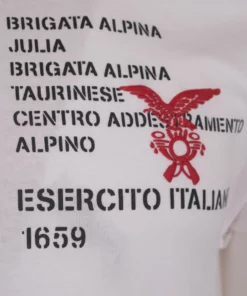 BRIGATA ALPINA
JULIA
BRIGATA ALPINA
TAURINESE
CENTRO ADDESTRAMENTO
ALPINO
ESERCITO ITALIAN
1659